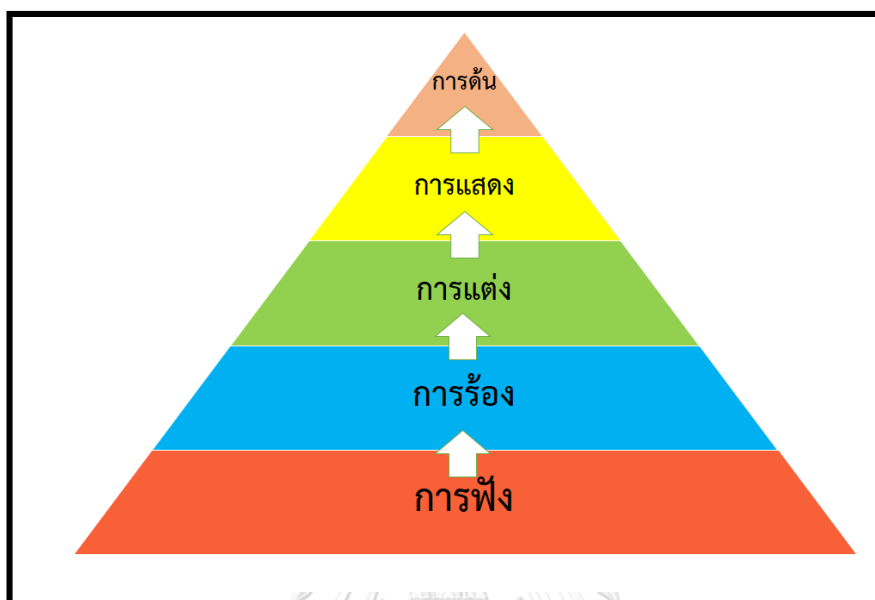 การด้น
การแสดง
การแต่ง
การร้อง
การฟัง